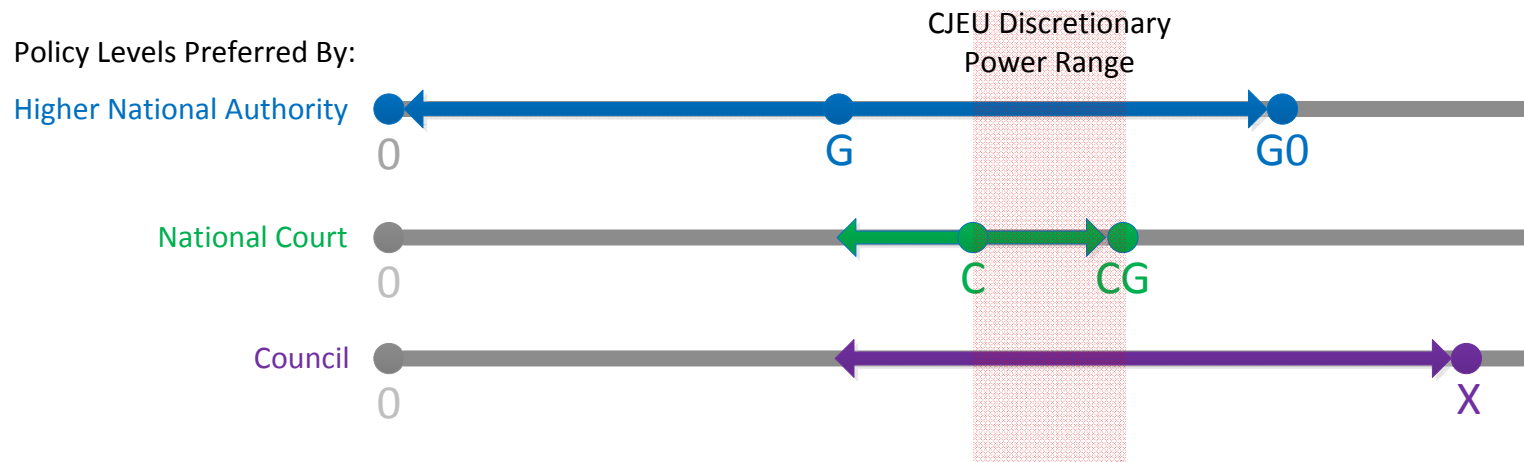 CJEU Discretionary
Power Range
Policy Levels Preferred By:
Higher National Authority
0
G
G0
National Court
0
C
CG
Council
0
X